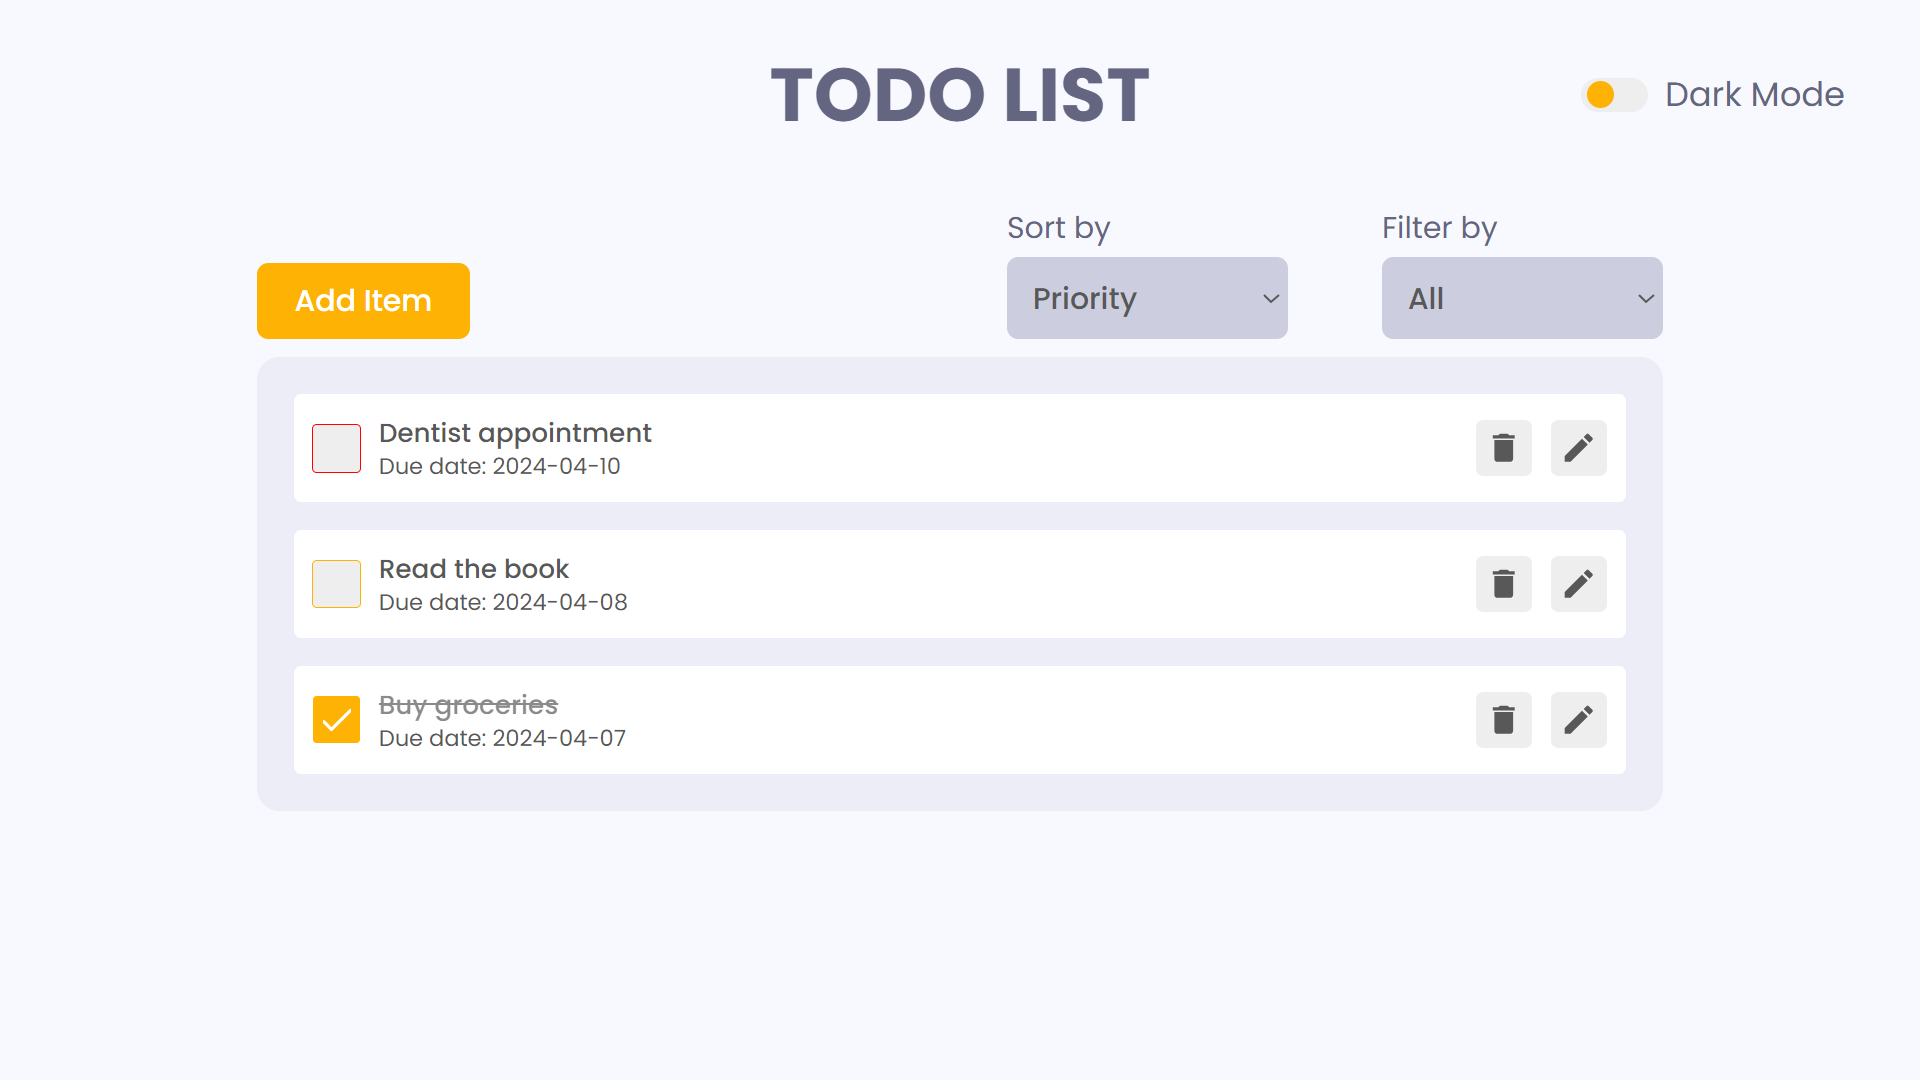 TODO LIST
Dark Mode
Sort by
Filter by
Add Item
Priority
All
Dentist appointment
Due date: 2024-04-10
Read the book
Due date: 2024-04-08
Buy groceries
Due date: 2024-04-07